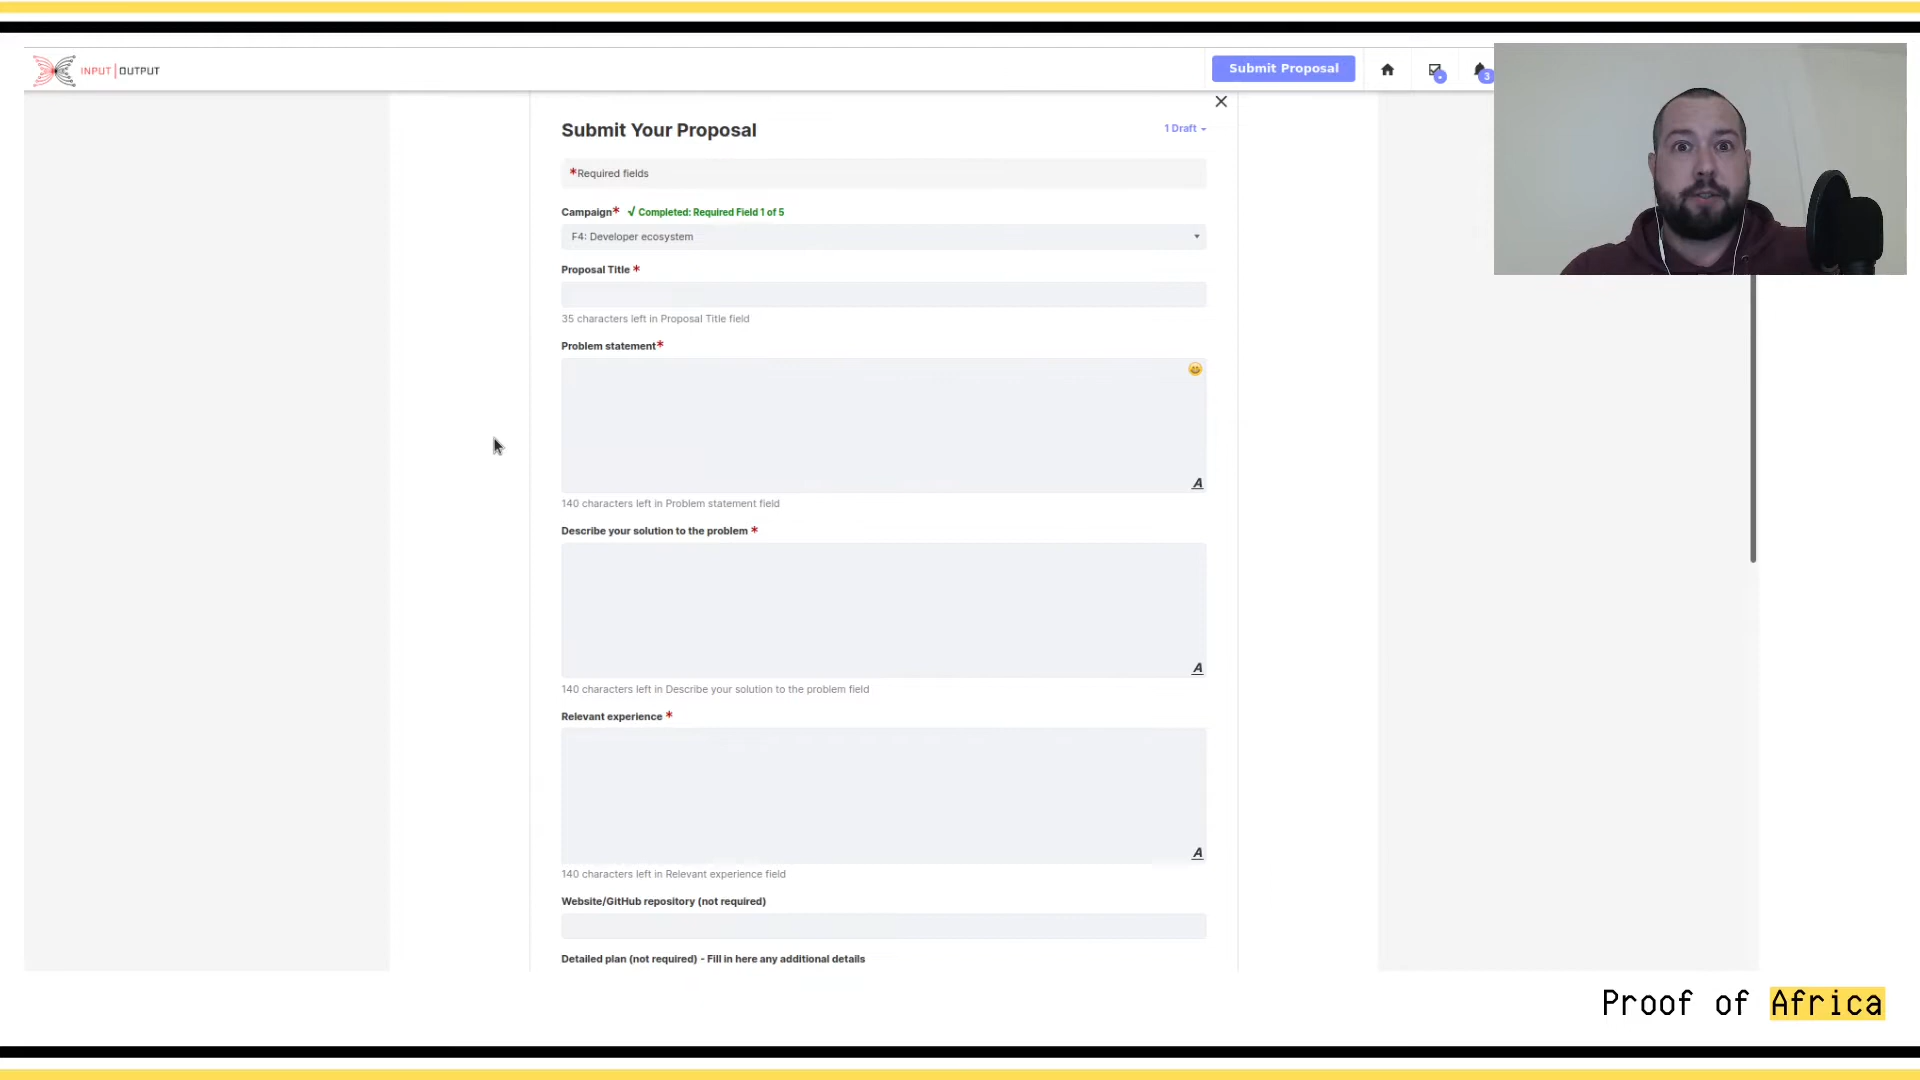 INPUT | OUTPUT
Submit Proposal
3
Submit Your Proposal
1 Draft
*Required fields
Campaign* √ Completed: Required Field 1 of 5
F4: Developer ecosystem
Proposal Title *
35 characters left in Proposal Title field
Problem statement*
A
140 characters left in Problem statement field
Describe your solution to the problem *
A
140 characters left in Describe your solution to the problem field
Relevant experience *
A
140 characters left in Relevant experience field
Website/GitHub repository (not required)
Detailed plan (not required) - Fill in here any additional details
Proof of Africa